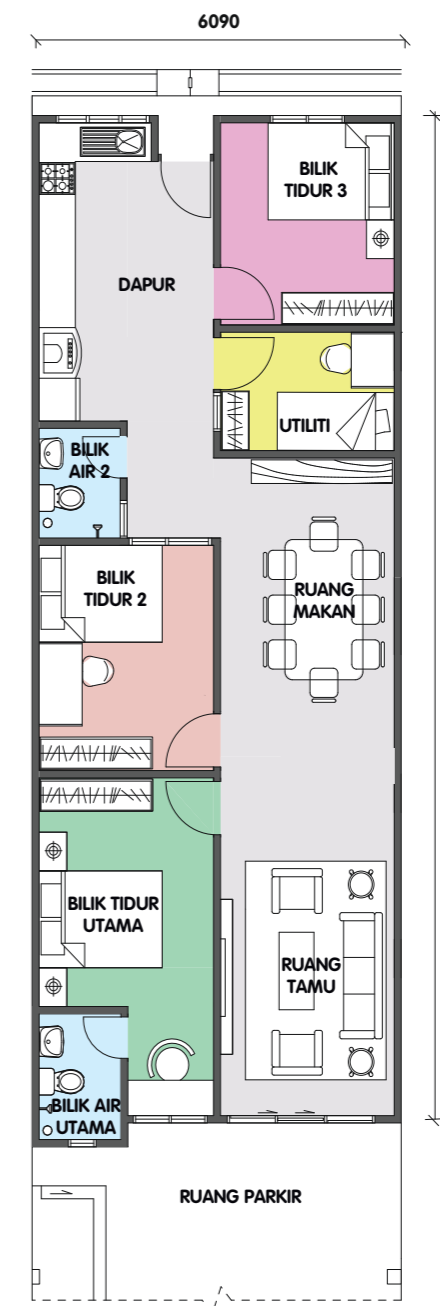 6090
BILIK
TIDUR 3
DAPUR
UTILITI
BILIK
AIR 2
BILIK
TIDUR 2
RUANG
MAKAN
BILIK TIDUR
UTAMA
RUANG
TAMU
BILIK AIR
UTAMA
RUANG PARKIR